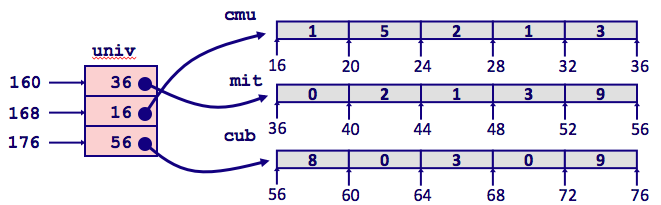 cmu
1 5 2 1 3
16 20 24 28 32 36
univ
160 36
168 16
176 56
mit
0 2 1 3 9
36 40 44 48 52 56
cub
8 0 3 0 9
56 60 64 68 72 76